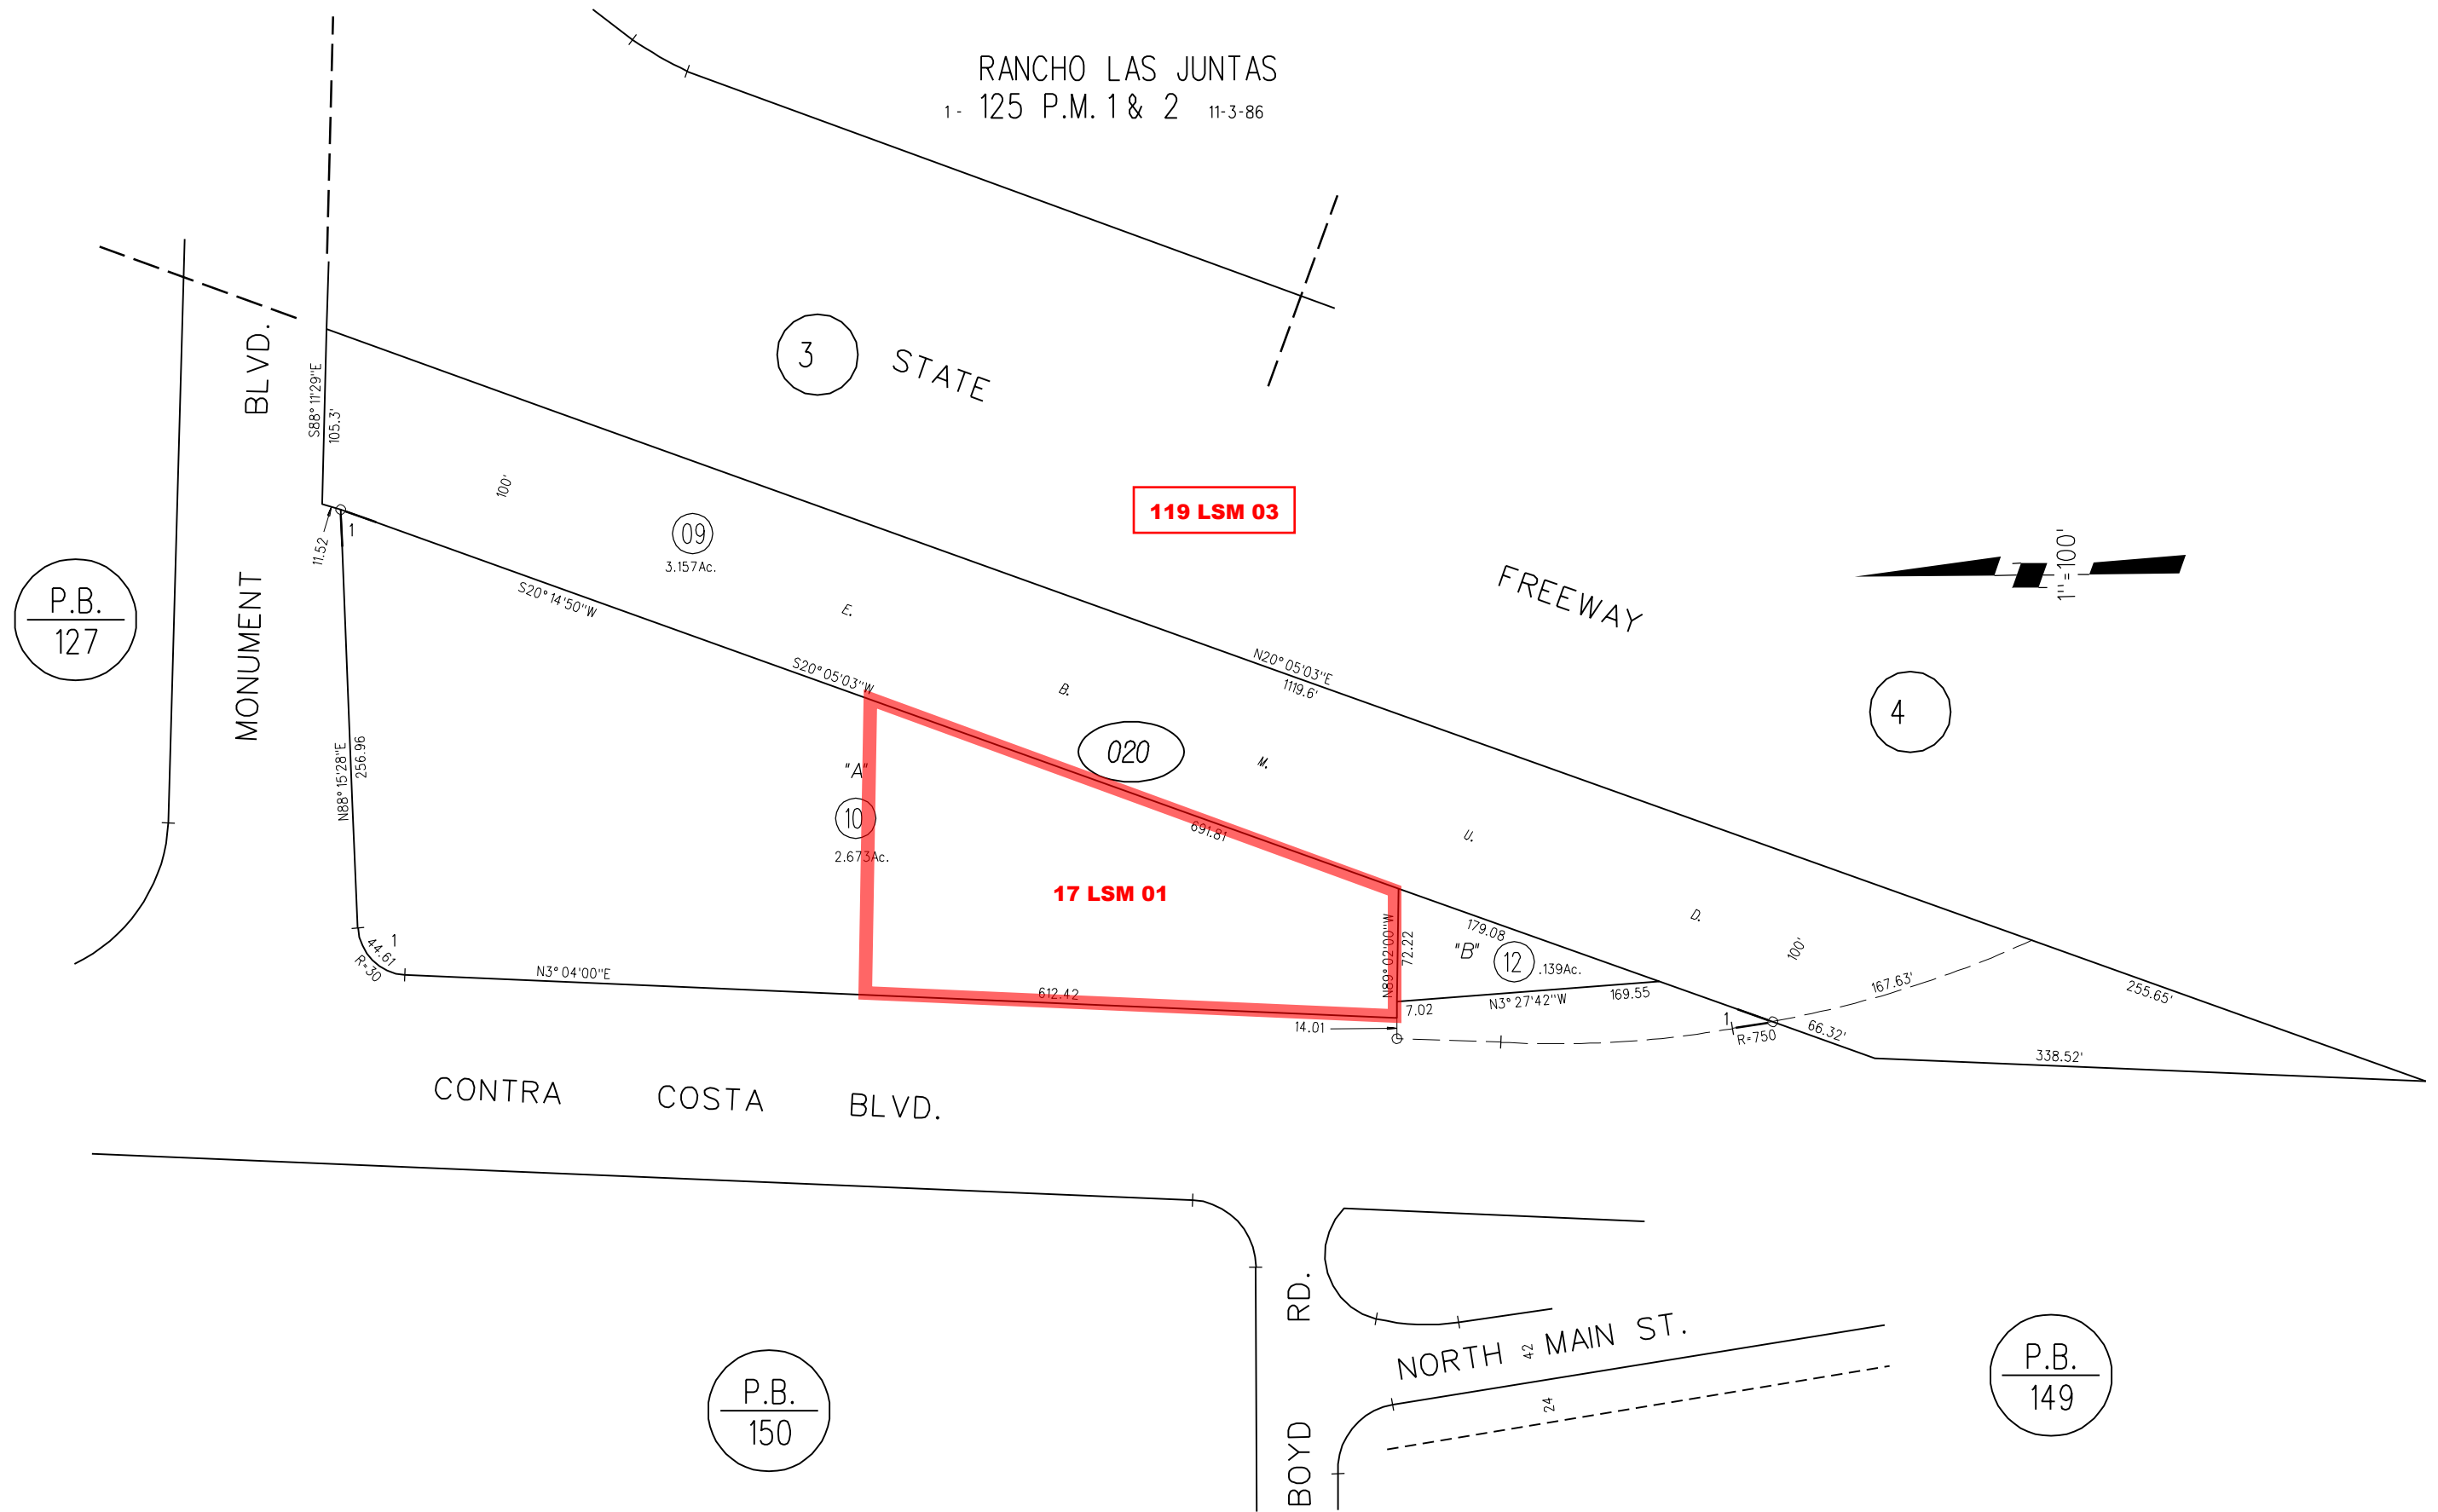 RANCHO LAS JUNTAS
1 - 125 P.M. 1 & 2 11-3-86
3
STATE
FREEWAY
4
1"=100'
119 LSM 03
MONUMENT BLVD.
S88°11'29"E
105.3'
100'
11.52
1
09
3.157Ac.
S20°14'50"W
S20°05'03"W
E. B. M. U. D.
N20°05'03"E
1119.6'
020
P.B.
127
N88°15'28"E
256.96
"A"
10
2.673Ac.
691.81
17 LSM 01
44.61
R=30
1
N3°04'00"E
612.42
N89°02'00"W
72.22
179.08
"B"
12
.139Ac.
7.02
N3°27'42"W
169.55
14.01
1
R=750
66.32'
100'
167.63'
255.65'
338.52'
CONTRA COSTA BLVD.
BOYD RD.
NORTH MAIN ST.
42
24
P.B.
150
P.B.
149